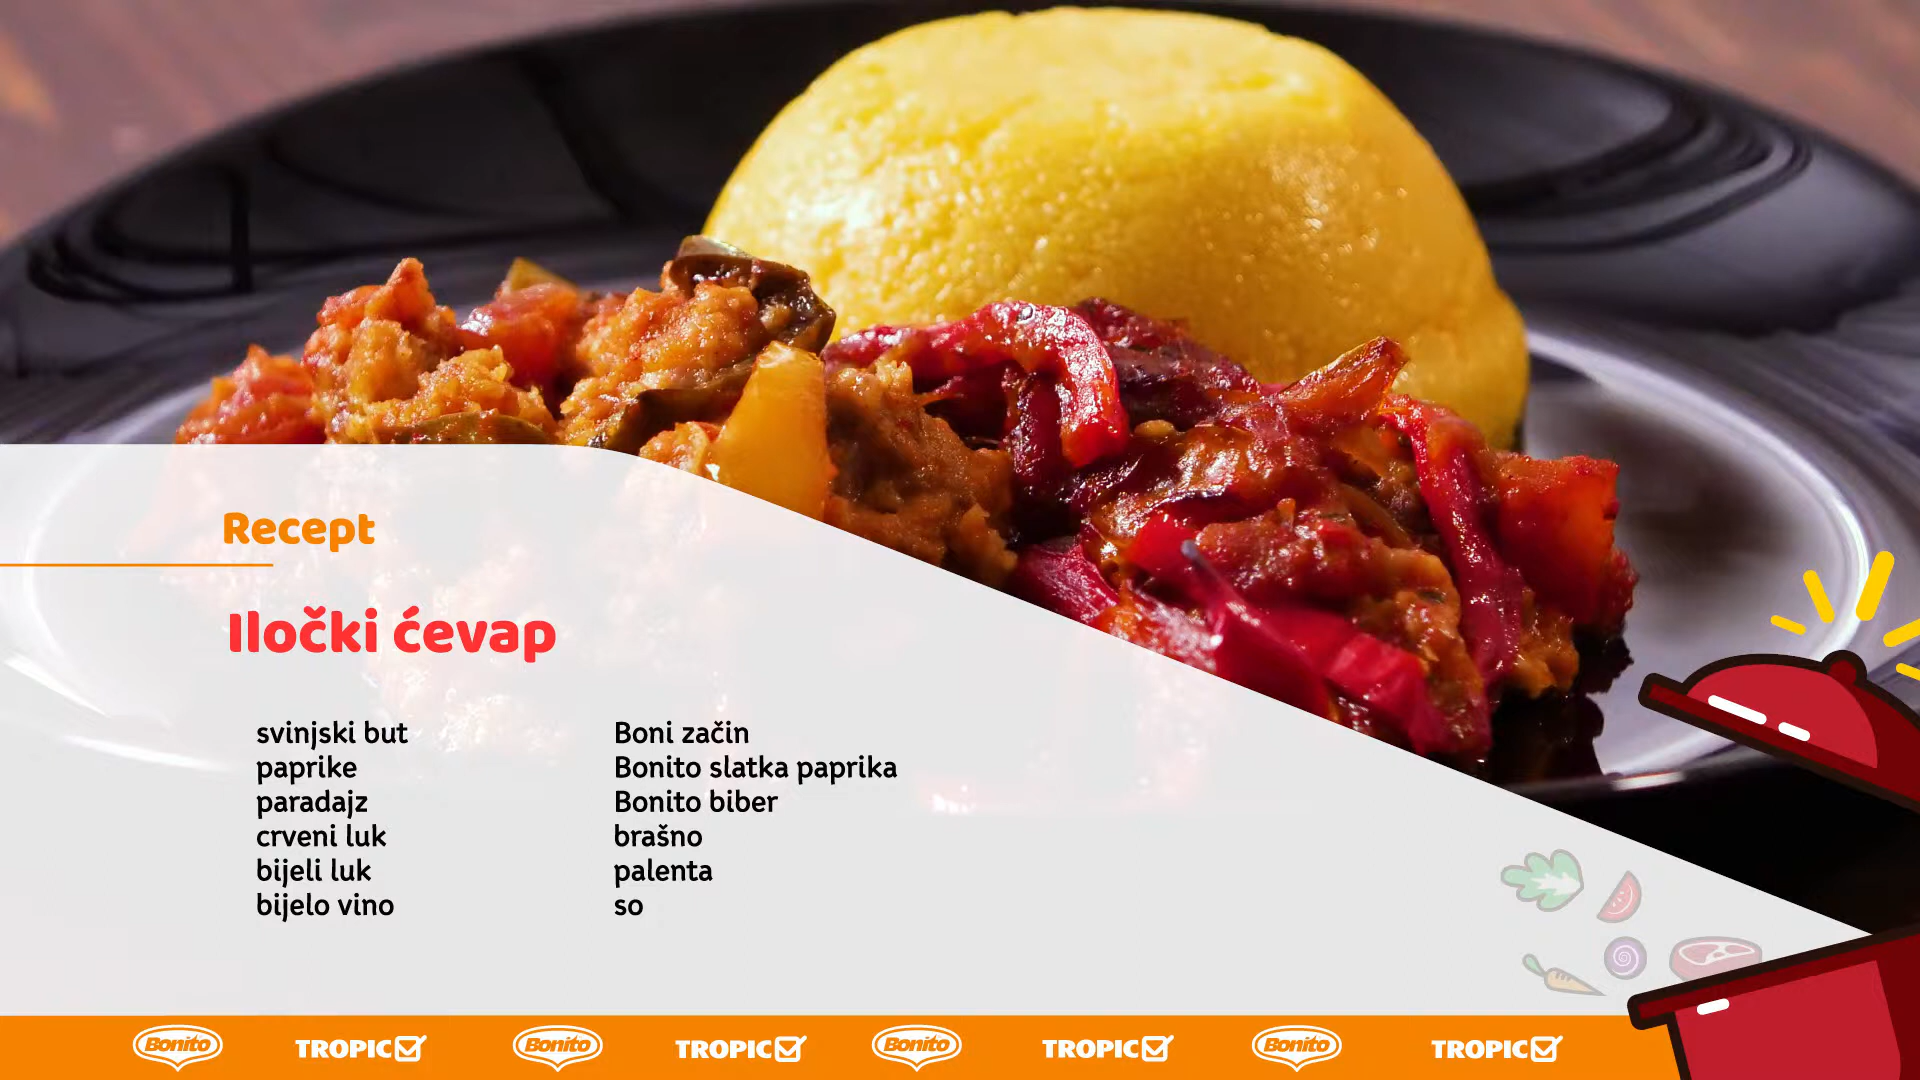 Recept
Iločki ćevap
svinjski but
paprike
paradajz
crveni luk
bijeli luk
bijelo vino
Boni začin
Bonito slatka paprika
Bonito biber
brašno
palenta
so
Bonito TROPIC Bonito TROPIC Bonito TROPIC Bonito TROPIC